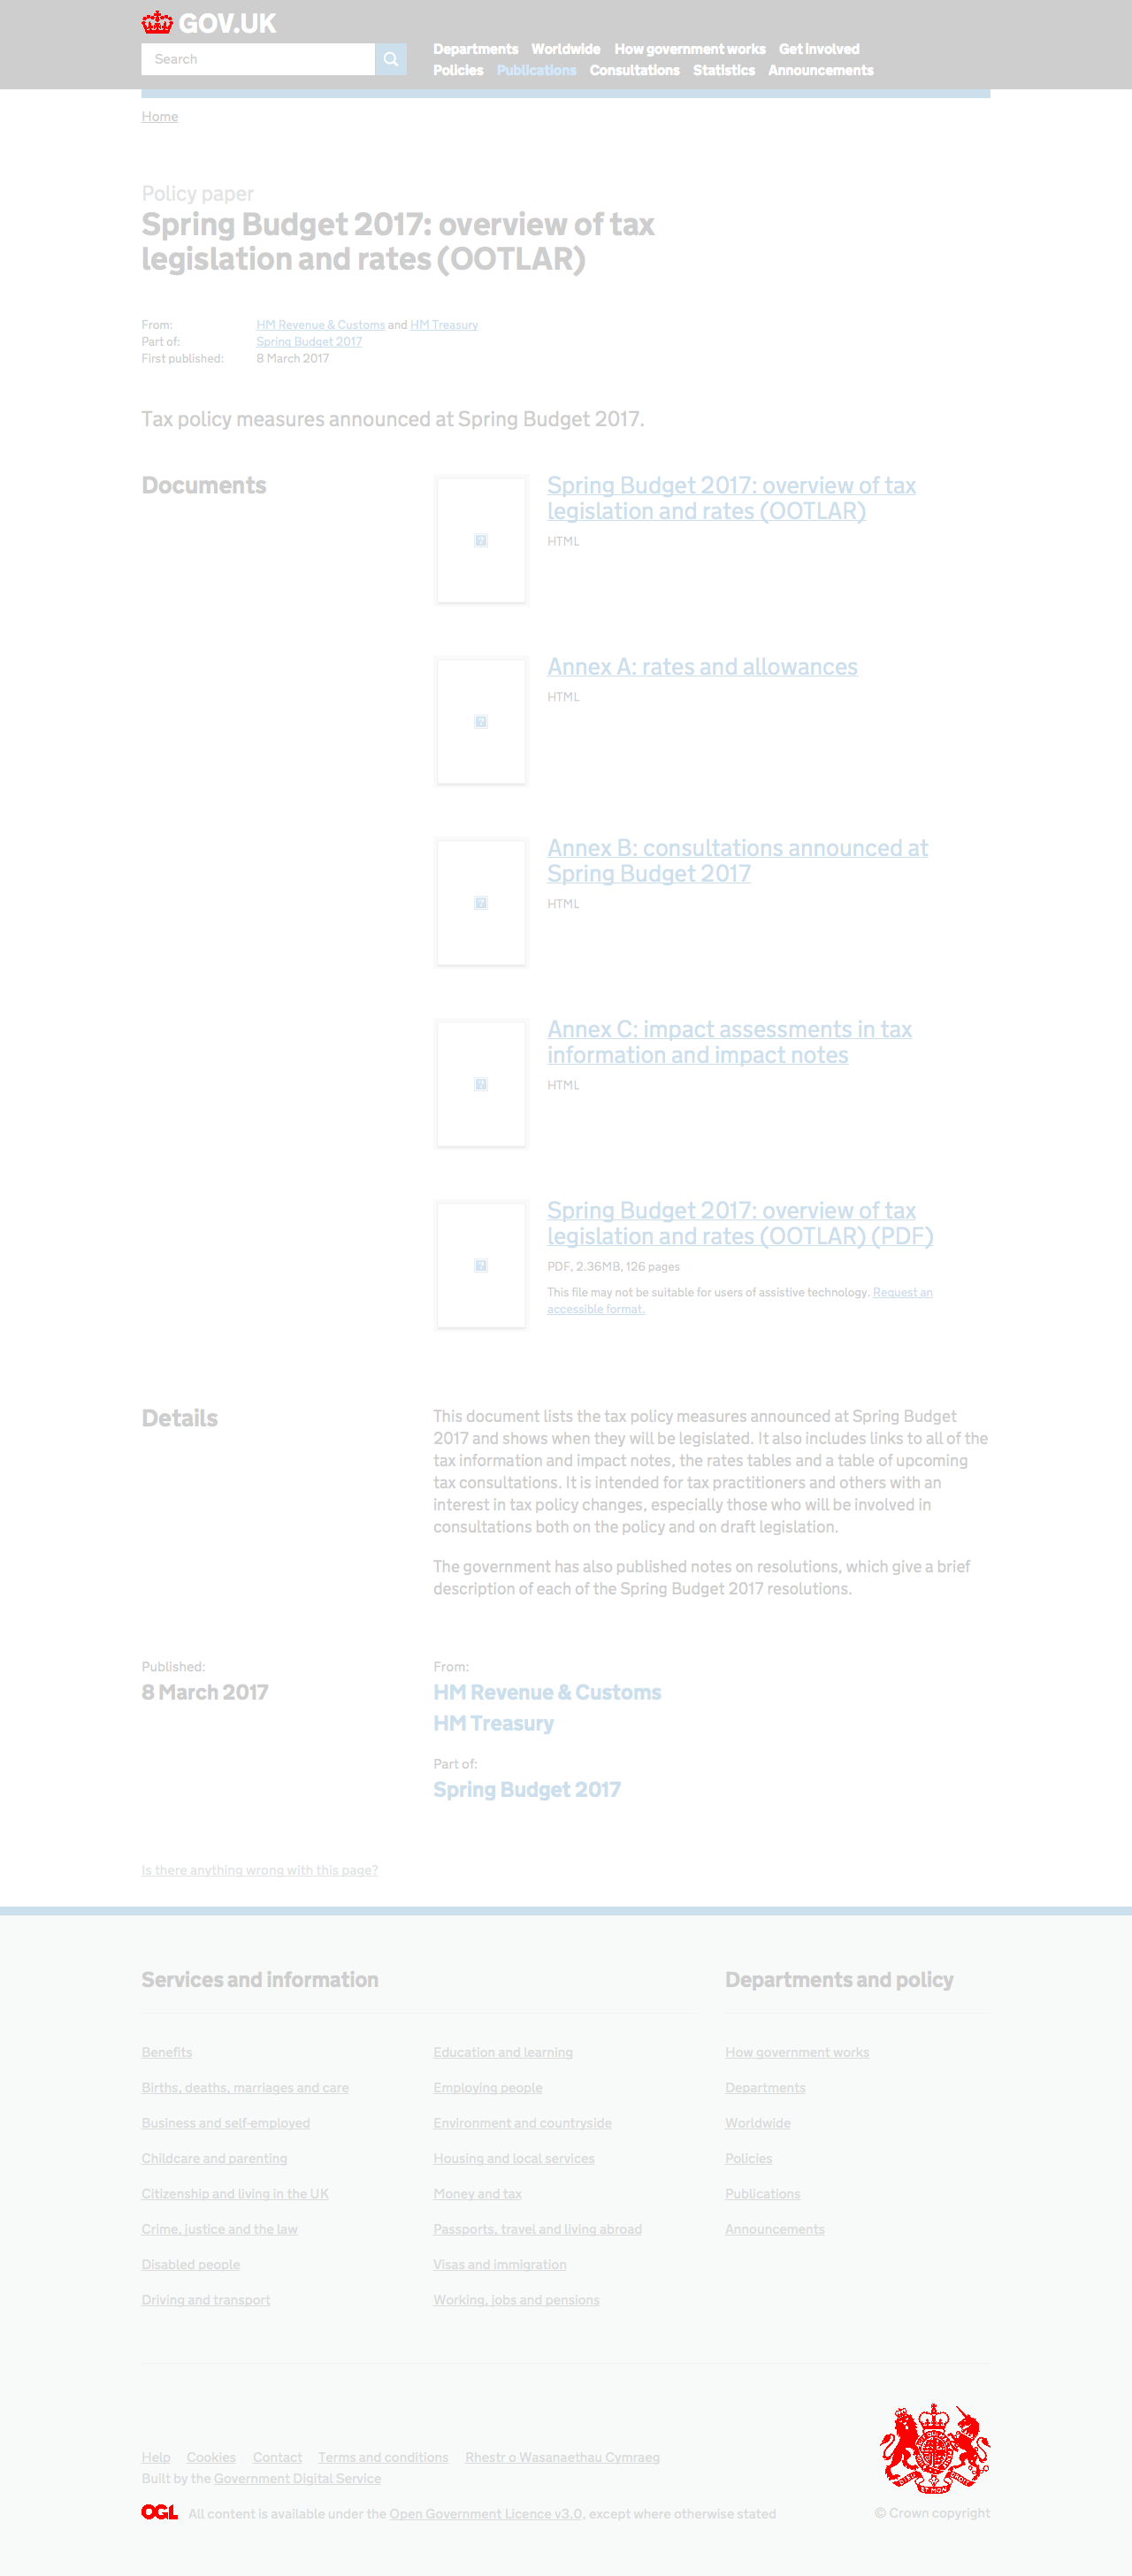 GOV.UK
Search
Departments Worldwide How government works Get involved
Policies Publications Consultations Statistics Announcements
Home
Policy paper
Spring Budget 2017: overview of tax
legislation and rates (OOTLAR)
From: HM Revenue & Customs and HM Treasury
Part of: Spring Budget 2017
First published: 8 March 2017
Tax policy measures announced at Spring Budget 2017.
Documents
Spring Budget 2017: overview of tax
legislation and rates (OOTLAR)
HTML
Annex A: rates and allowances
HTML
Annex B: consultations announced at
Spring Budget 2017
HTML
Annex C: impact assessments in tax
information and impact notes
HTML
Spring Budget 2017: overview of tax
legislation and rates (OOTLAR) (PDF)
PDF, 2.36MB, 126 pages
This file may not be suitable for users of assistive technology. Request an
accessible format.
Details
This document lists the tax policy measures announced at Spring Budget
2017 and shows when they will be legislated. It also includes links to all of the
tax information and impact notes, the rates tables and a table of upcoming
tax consultations. It is intended for tax practitioners and others with an
interest in tax policy changes, especially those who will be involved in
consultations both on the policy and on draft legislation.
The government has also published notes on resolutions, which give a brief
description of each of the Spring Budget 2017 resolutions.
Published:
8 March 2017
From:
HM Revenue & Customs
HM Treasury
Part of:
Spring Budget 2017
Is there anything wrong with this page?
Services and information
Benefits
Births, deaths, marriages and care
Business and self-employed
Childcare and parenting
Citizenship and living in the UK
Crime, justice and the law
Disabled people
Driving and transport
Education and learning
Employing people
Environment and countryside
Housing and local services
Money and tax
Passports, travel and living abroad
Visas and immigration
Working, jobs and pensions
Departments and policy
How government works
Departments
Worldwide
Policies
Publications
Announcements
Help Cookies Contact Terms and conditions Rhestr o Wasanaethau Cymraeg
Built by the Government Digital Service
OGL All content is available under the Open Government Licence v3.0, except where otherwise stated
© Crown copyright